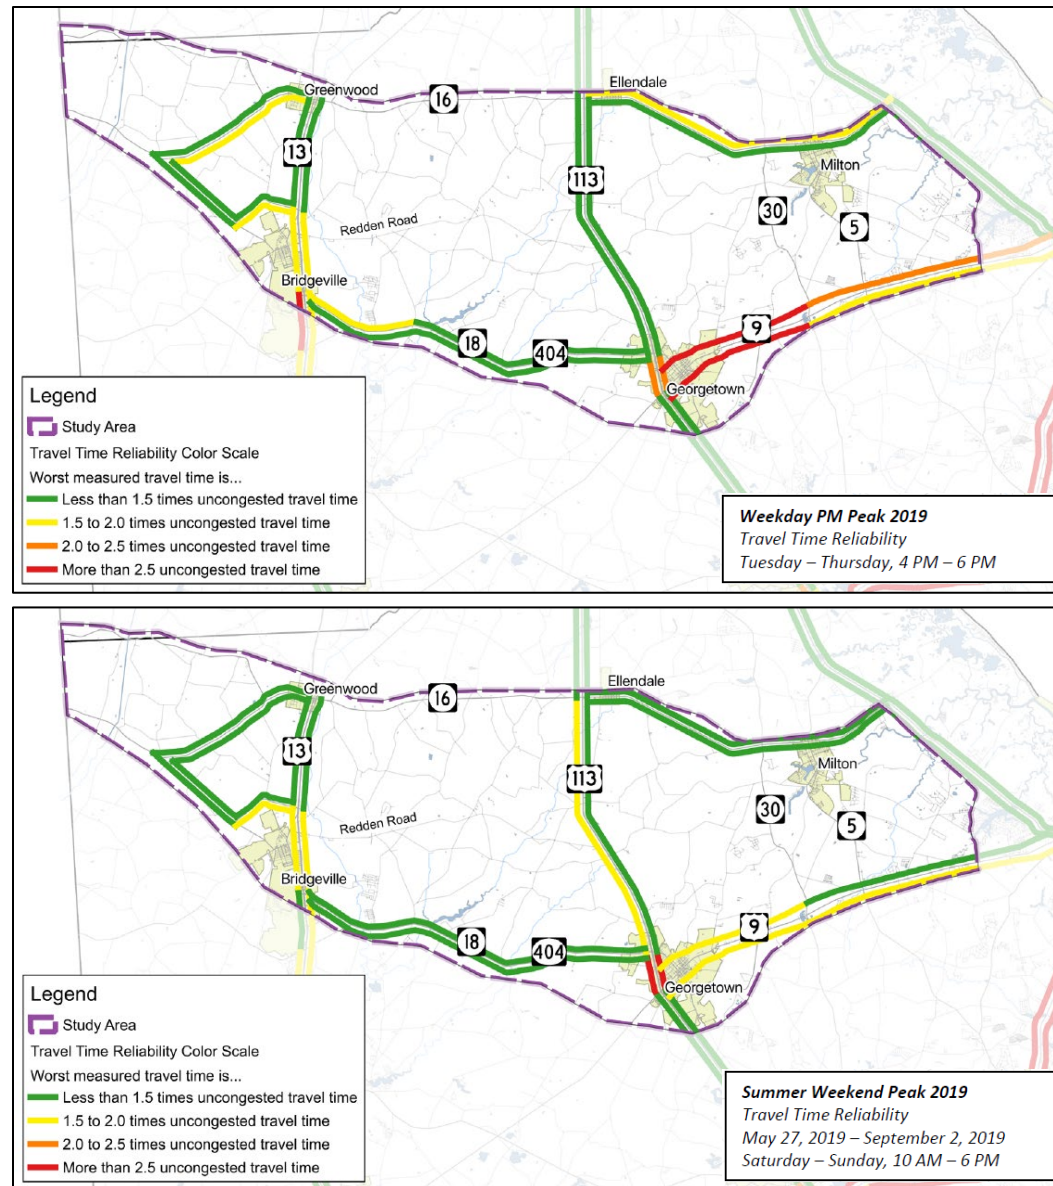 Greenwood
16
Ellendale
13
113
Milton
30
5
Redden Road
Bridgeville
9
18
404
Georgetown
Legend
Study Area
Travel Time Reliability Color Scale
Worst measured travel time is...
Less than 1.5 times uncongested travel time
1.5 to 2.0 times uncongested travel time
2.0 to 2.5 times uncongested travel time
More than 2.5 uncongested travel time
Weekday PM Peak 2019
Travel Time Reliability
Tuesday – Thursday, 4 PM – 6 PM
Greenwood
16
Ellendale
13
113
Milton
30
5
Redden Road
Bridgeville
9
18
404
Georgetown
Legend
Study Area
Travel Time Reliability Color Scale
Worst measured travel time is...
Less than 1.5 times uncongested travel time
1.5 to 2.0 times uncongested travel time
2.0 to 2.5 times uncongested travel time
More than 2.5 uncongested travel time
Summer Weekend Peak 2019
Travel Time Reliability
May 27, 2019 – September 2, 2019
Saturday – Sunday, 10 AM – 6 PM